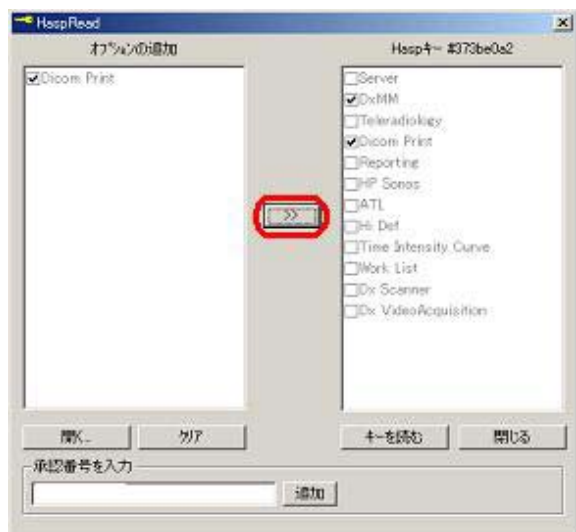 HaspRead
オプションの追加
Haspキー #373be0a2
Dicom Print
Server
DxMM
Teleradiology
Dicom Print
Reporting
HP Sonos
ATL
Hi Def
Time Intensity Curve
Work List
Dx Scanner
Dx VideoAcquisition
>>
開く...
クリア
キーを読む
閉じる
承認番号を入力
追加